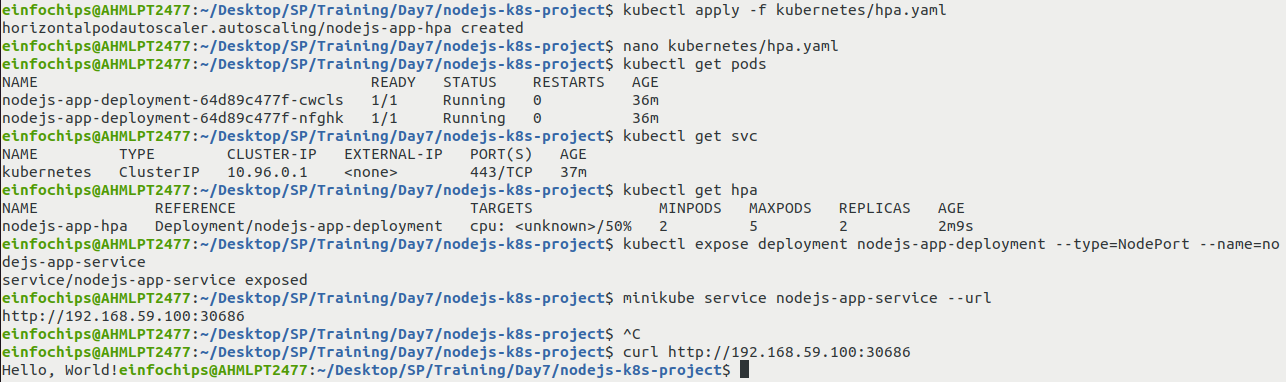 einfochips@AHMLPT2477:~/Desktop/SP/Training/Day7/nodejs-k8s-project$ kubectl apply -f kubernetes/hpa.yaml
horizontalpodautoscaler.autoscaling/nodejs-app-hpa created
einfochips@AHMLPT2477:~/Desktop/SP/Training/Day7/nodejs-k8s-project$ nano kubernetes/hpa.yaml
einfochips@AHMLPT2477:~/Desktop/SP/Training/Day7/nodejs-k8s-project$ kubectl get pods
NAME                                     READY   STATUS    RESTARTS   AGE
nodejs-app-deployment-64d89c477f-cwcls   1/1     Running   0          36m
nodejs-app-deployment-64d89c477f-nfghk   1/1     Running   0          36m
einfochips@AHMLPT2477:~/Desktop/SP/Training/Day7/nodejs-k8s-project$ kubectl get svc
NAME         TYPE        CLUSTER-IP   EXTERNAL-IP   PORT(S)   AGE
kubernetes   ClusterIP   10.96.0.1    <none>        443/TCP   37m
einfochips@AHMLPT2477:~/Desktop/SP/Training/Day7/nodejs-k8s-project$ kubectl get hpa
NAME             REFERENCE                          TARGETS              MINPODS   MAXPODS   REPLICAS   AGE
nodejs-app-hpa   Deployment/nodejs-app-deployment   cpu: <unknown>/50%   2         5         2          2m9s
einfochips@AHMLPT2477:~/Desktop/SP/Training/Day7/nodejs-k8s-project$ kubectl expose deployment nodejs-app-deployment --type=NodePort --name=no
dejs-app-service
service/nodejs-app-service exposed
einfochips@AHMLPT2477:~/Desktop/SP/Training/Day7/nodejs-k8s-project$ minikube service nodejs-app-service --url
http://192.168.59.100:30686
einfochips@AHMLPT2477:~/Desktop/SP/Training/Day7/nodejs-k8s-project$ ^C
einfochips@AHMLPT2477:~/Desktop/SP/Training/Day7/nodejs-k8s-project$ curl http://192.168.59.100:30686
Hello, World!einfochips@AHMLPT2477:~/Desktop/SP/Training/Day7/nodejs-k8s-project$